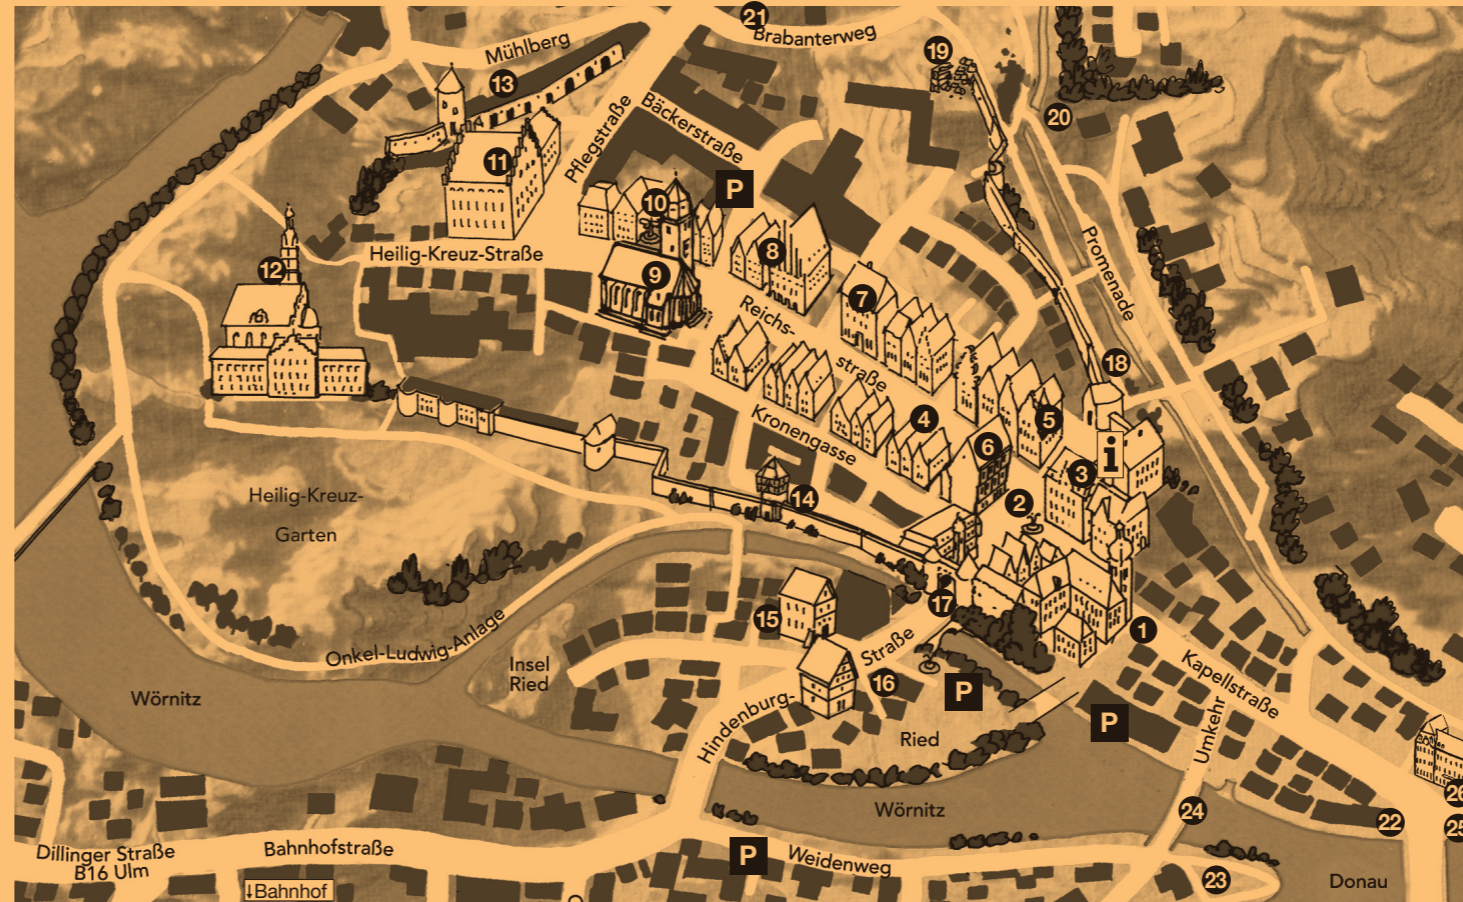 21
Brabanterweg
Mühlberg
19
13
20
Bäckerstraße
Pflegstraße
11
P
10
Promenade
Heilig-Kreuz-Straße
8
12
9
7
Reichs-
straße
18
Kronengasse
4
5
6
i
3
Heilig-Kreuz-
Garten
14
2
17
15
1
Onkel-Ludwig-Anlage
Straße
Insel
Ried
16
P
Kapellstraße
Wörnitz
Hindenburg-
P
Umkehr
Ried
26
Wörnitz
24
22
25
Dillinger Straße
B16 Ulm
Bahnhofstraße
P
Weidenweg
23
Donau
↓Bahnhof